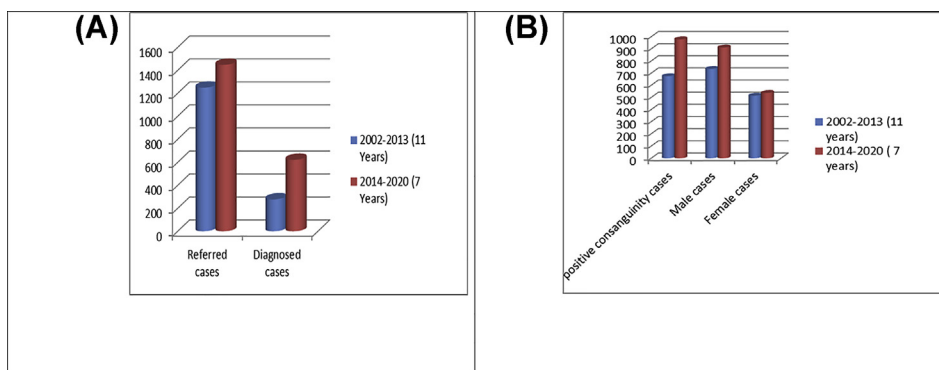 (A)
1600
1400
1200
1000
800
600
400
200
0
Referred
cases
Diagnosed
cases
2002-2013 (11
Years)
2014-2020 (7
Years)
(B)
1000
900
800
700
600
500
400
300
200
100
0
positive consanguinity cases
Male cases
Female cases
2002-2013 (11
years)
2014-2020 ( 7
years)